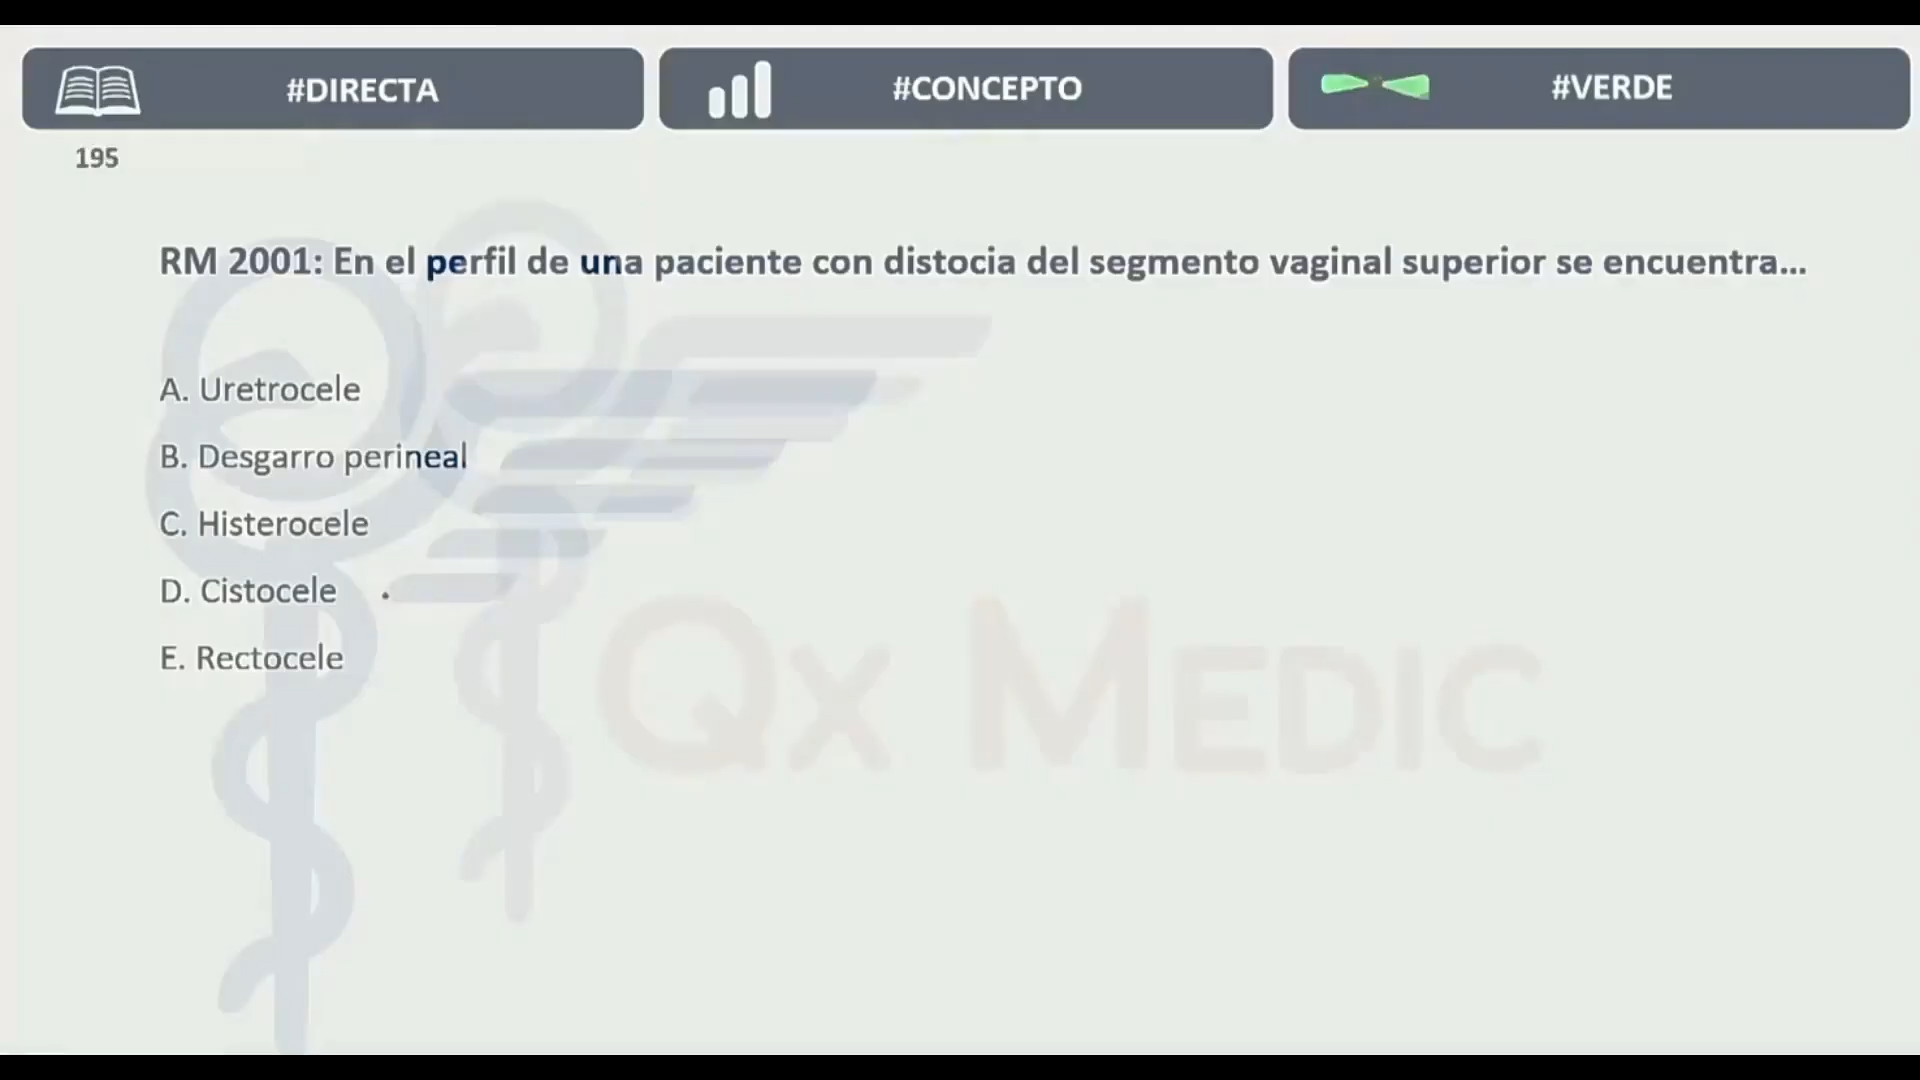 #DIRECTA
#CONCEPTO
#VERDE
195
RM 2001: En el perfil de una paciente con distocia del segmento vaginal superior se encuentra...
A. Uretrocele
B. Desgarro perineal
C. Histerocele
D. Cistocele
E. Rectocele
QX MEDIC